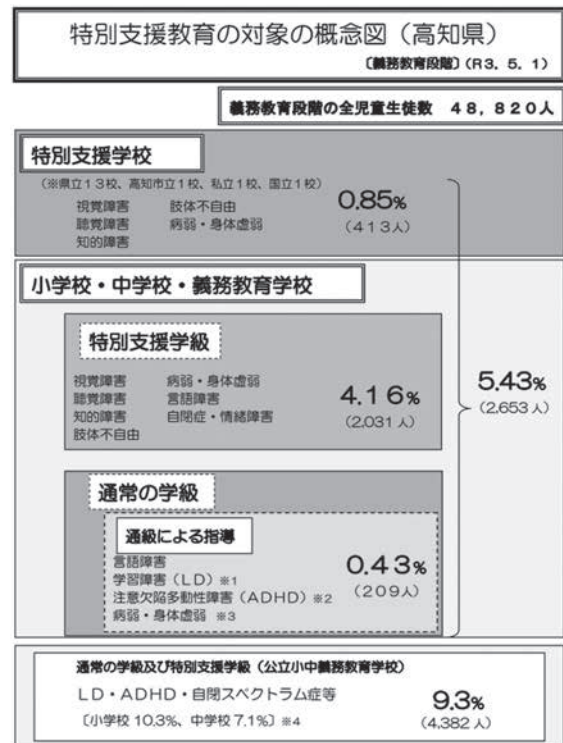 特別支援教育の対象の概念図（高知県）
〔義務教育段階〕（R3．5．1）
義務教育段階の全児童生徒数　48，820人
特別支援学校
（※県立13校、高知市立1校、私立1校、国立1校）
視覚障害　肢体不自由
聴覚障害　病弱・身体虚弱
知的障害
0.85%
（413人）
小学校・中学校・義務教育学校
特別支援学級
視覚障害　病弱・身体虚弱
聴覚障害　言語障害
知的障害　自閉症・情緒障害
肢体不自由
4.16%
（2,031人）
5.43%
（2,653人）
通常の学級
通級による指導
言語障害
学習障害（LD）※1
注意欠陥多動性障害（ADHD）※2
病弱・身体虚弱　※3
0.43%
（209人）
通常の学級及び特別支援学級（公立小中義務教育学校）
LD・ADHD・自閉スペクトラム症等
〔小学校10.3%、中学校7.1%〕※4
9.3%
（4,382人）